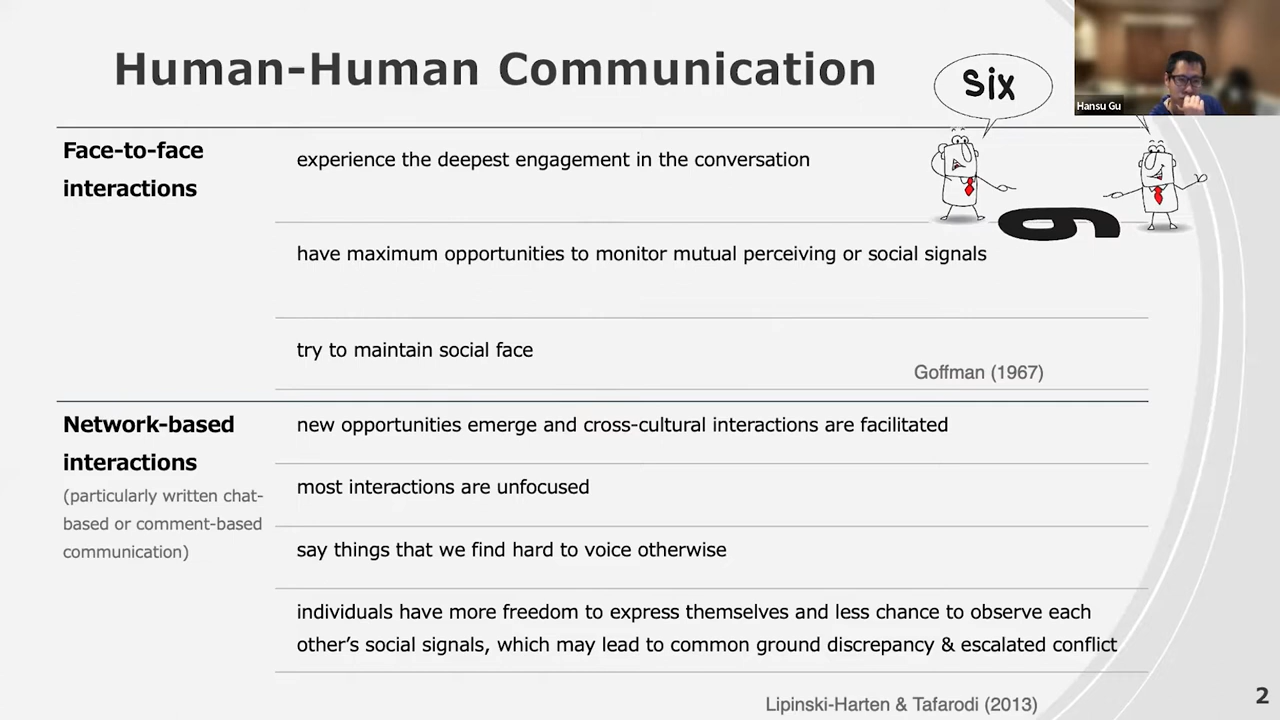 Human-Human Communication
Six
Hansu Gu
Face-to-face
interactions
experience the deepest engagement in the conversation
have maximum opportunities to monitor mutual perceiving or social signals
try to maintain social face
Goffman (1967)
6
Network-based
interactions
(particularly written chat-
based or comment-based
communication)
new opportunities emerge and cross-cultural interactions are facilitated
most interactions are unfocused
say things that we find hard to voice otherwise
individuals have more freedom to express themselves and less chance to observe each
other’s social signals, which may lead to common ground discrepancy & escalated conflict
Lipinski-Harten & Tafarodi (2013)
2